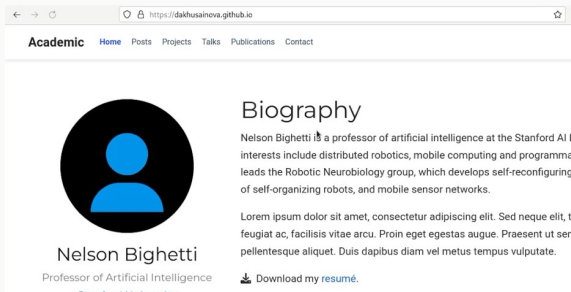 https://dakhusainova.github.io
Academic Home Posts Projects Talks Publications Contact
Biography
Nelson Bighetti is a professor of artificial intelligence at the Stanford AI
interests include distributed robotics, mobile computing and programma
leads the Robotic Neurobiology group, which develops self-reconfiguring
of self-organizing robots, and mobile sensor networks.
Lorem ipsum dolor sit amet, consectetur adipiscing elit. Sed neque elit, t
feugiat ac, facilisis vitae arcu. Proin eget egestas augue. Praesent ut sen
pellentesque aliquet. Duis dapibus diam vel metus tempus vulputate.
Download my resumé.
Nelson Bighetti
Professor of Artificial Intelligence